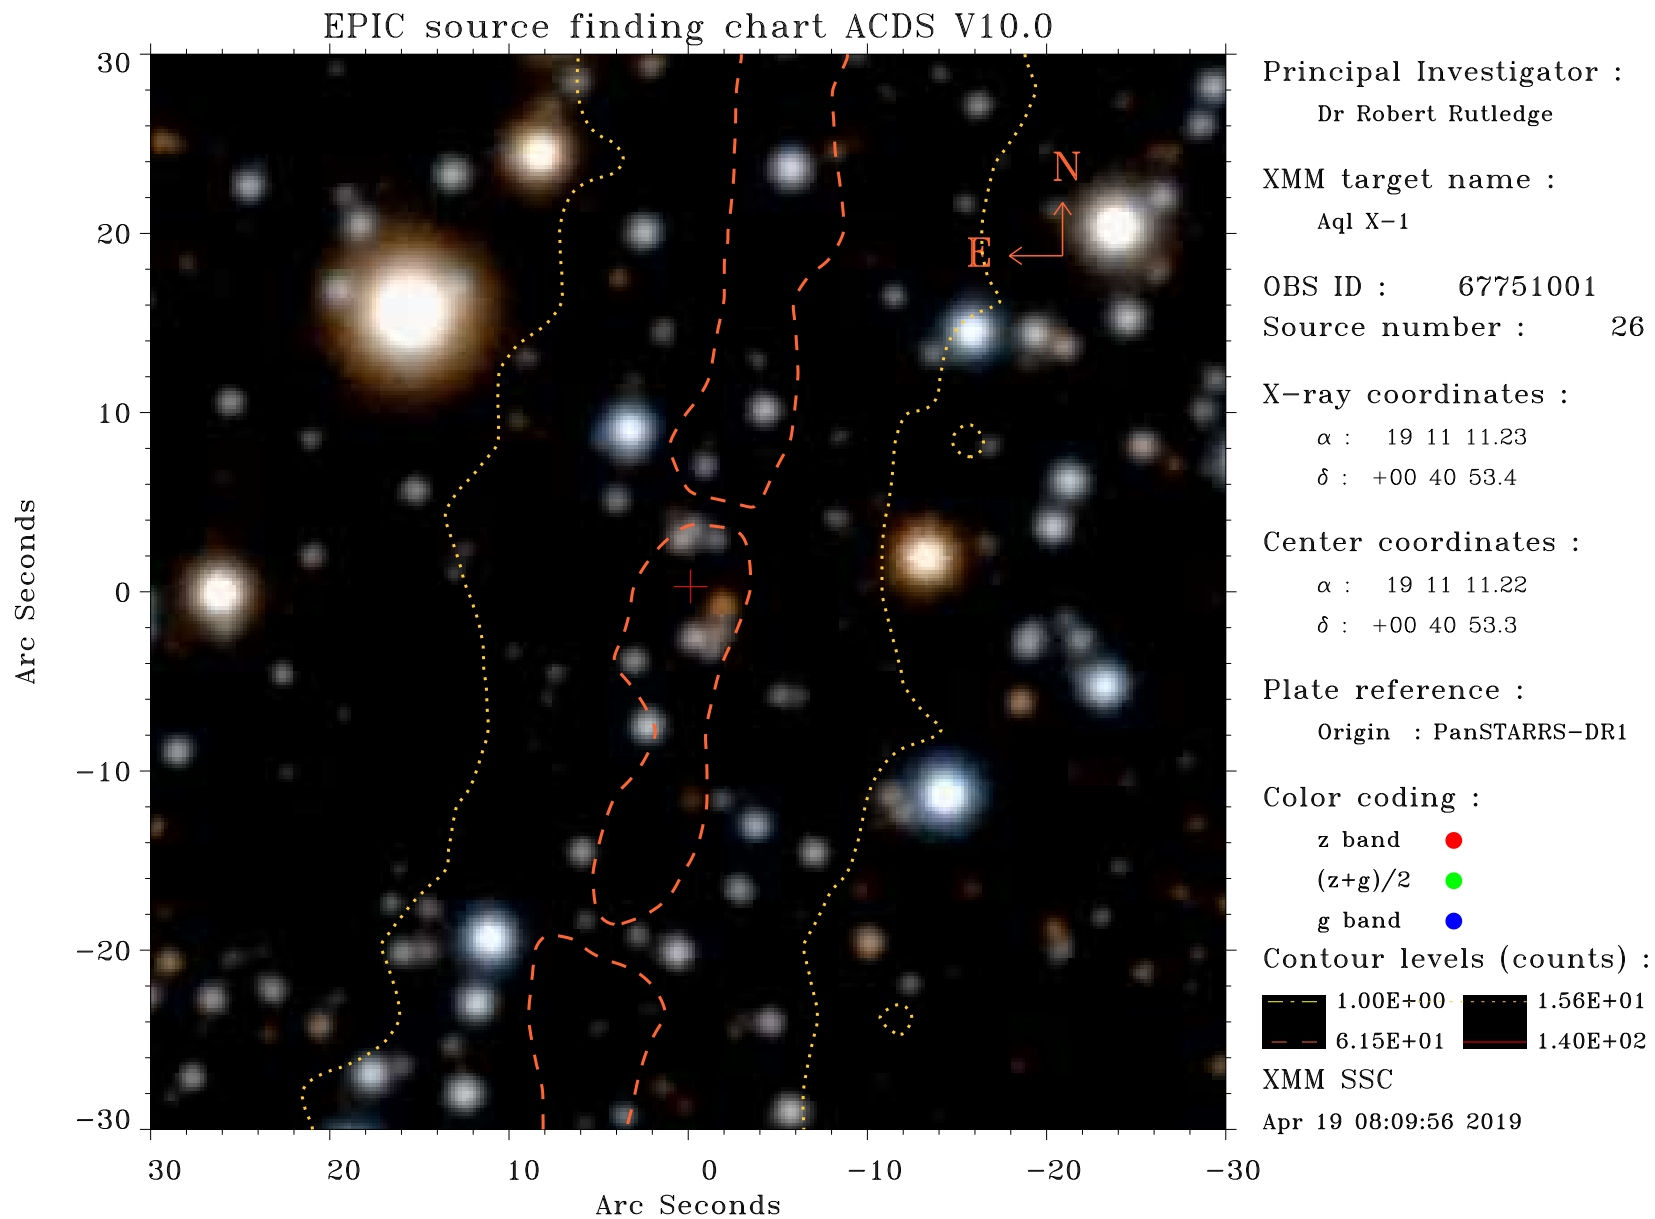 EPIC source finding chart ACDS V10.0
30
20
10
0
-10
-20
-30
Arc Seconds
30 20 10 0 -10 -20 -30
Arc Seconds
N
E
Principal Investigator :
Dr Robert Rutledge
XMM target name :
Aql X-1
OBS ID : 67751001
Source number : 26
X-ray coordinates :
α : 19 11 11.23
δ : +00 40 53.4
Center coordinates :
α : 19 11 11.22
δ : +00 40 53.3
Plate reference :
Origin : PanSTARRS-DR1
Color coding :
z band
(z+g)/2
g band
Contour levels (counts) :
1.00E+00 1.56E+01
6.15E+01 1.40E+02
XMM SSC
Apr 19 08:09:56 2019